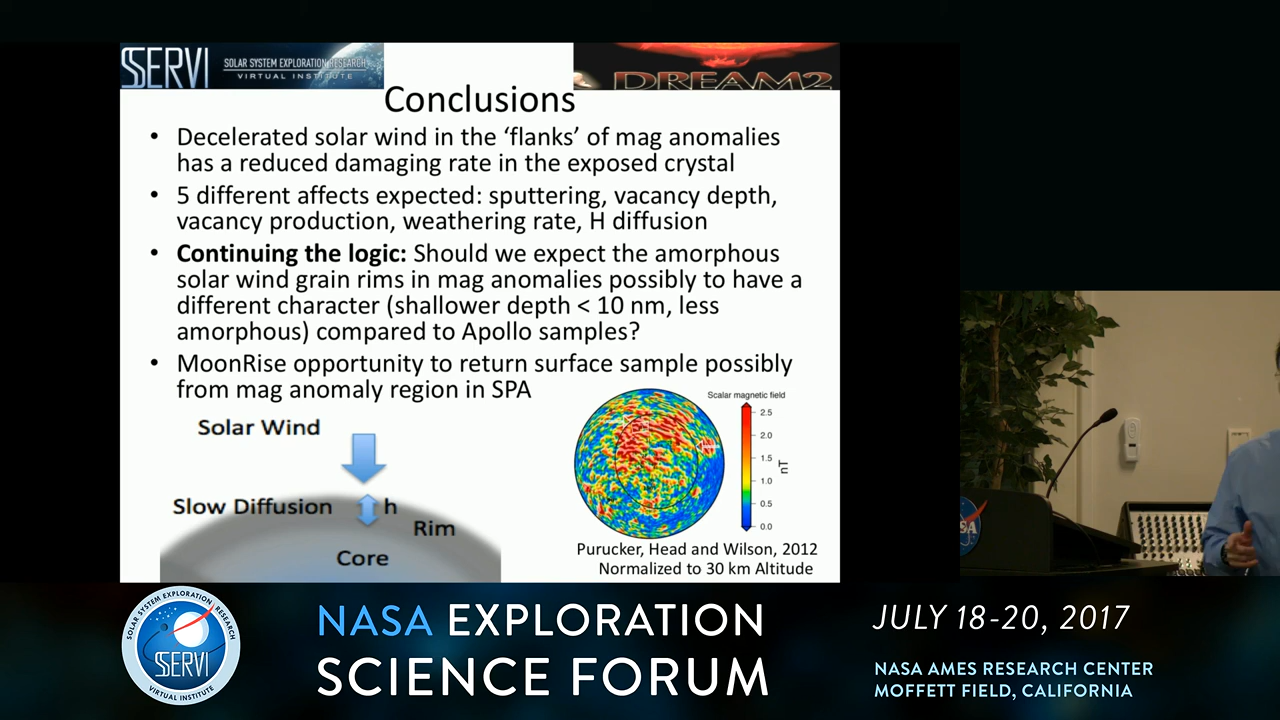 SSERVI
SOLAR SYSTEM EXPLORATION RESEARCH
VIRTUAL INSTITUTE
DREAM2
Conclusions
• Decelerated solar wind in the ‘flanks’ of mag anomalies
has a reduced damaging rate in the exposed crystal
• 5 different affects expected: sputtering, vacancy depth,
vacancy production, weathering rate, H diffusion
• Continuing the logic: Should we expect the amorphous
solar wind grain rims in mag anomalies possibly to have a
different character (shallower depth < 10 nm, less
amorphous) compared to Apollo samples?
• MoonRise opportunity to return surface sample possibly
from mag anomaly region in SPA
Solar Wind
Slow Diffusion
h
Rim
Core
Scalar magnetic field
2.5
2.0
1.5
1.0
0.5
0.0
nT
Purucker, Head and Wilson, 2012
Normalized to 30 km Altitude
SA
SOLAR SYSTEM EXPLORATION RESEARCH
SSERVI
VIRTUAL INSTITUTE
NASA EXPLORATION
SCIENCE FORUM
JULY 18-20, 2017
NASA AMES RESEARCH CENTER
MOFFETT FIELD, CALIFORNIA